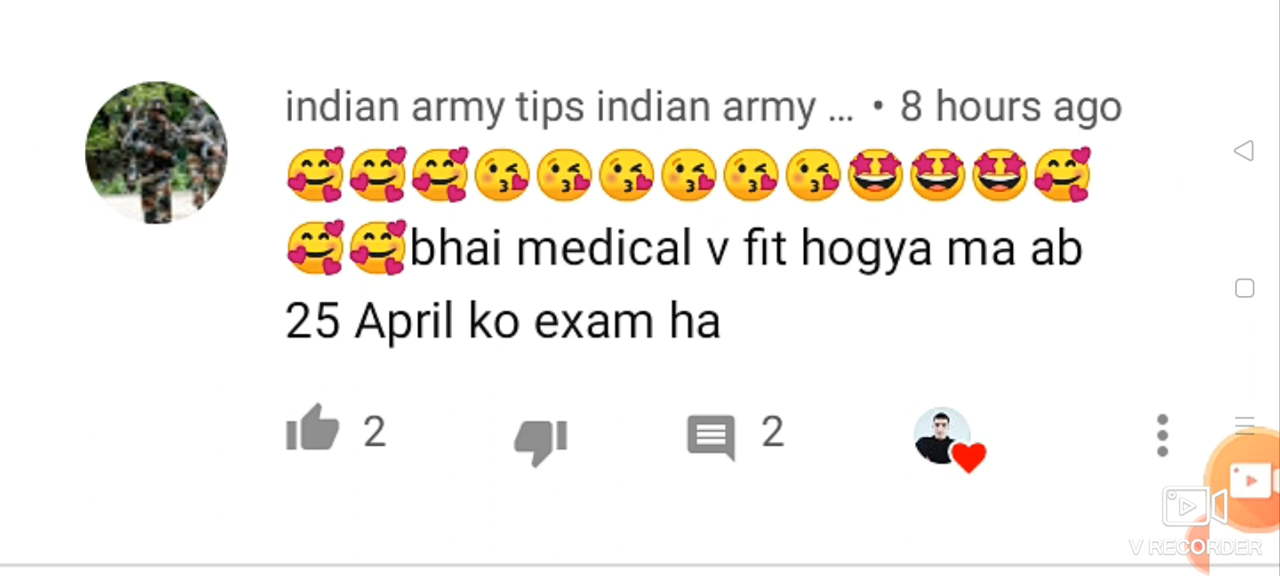 indian army tips indian army ... • 8 hours ago
🥰🥰🥰😘😘😘😘😘😘🤩🤩🤩🥰
🥰🥰bhai medical v fit hogya ma ab
25 April ko exam ha
2 2
V RECORDER